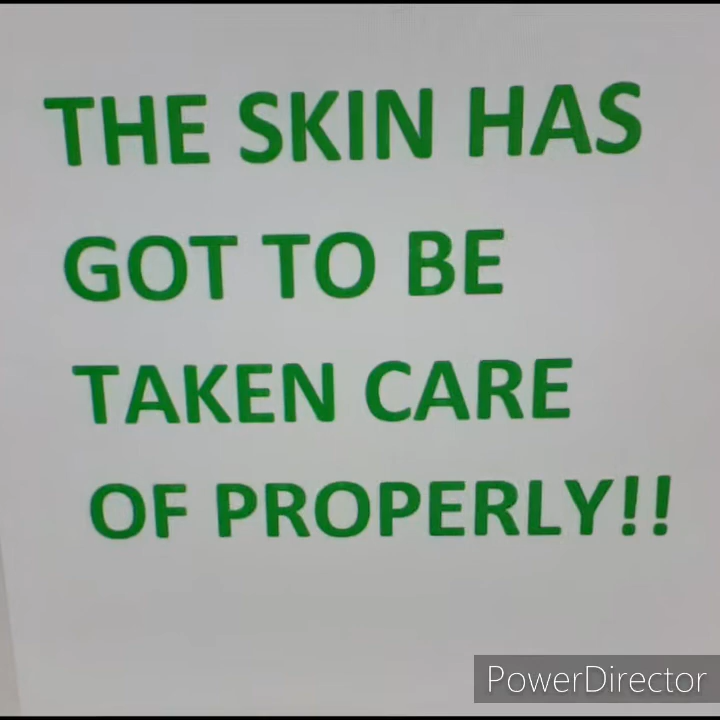 THE SKIN HAS
GOT TO BE
TAKEN CARE
OF PROPERLY!!
PowerDirector